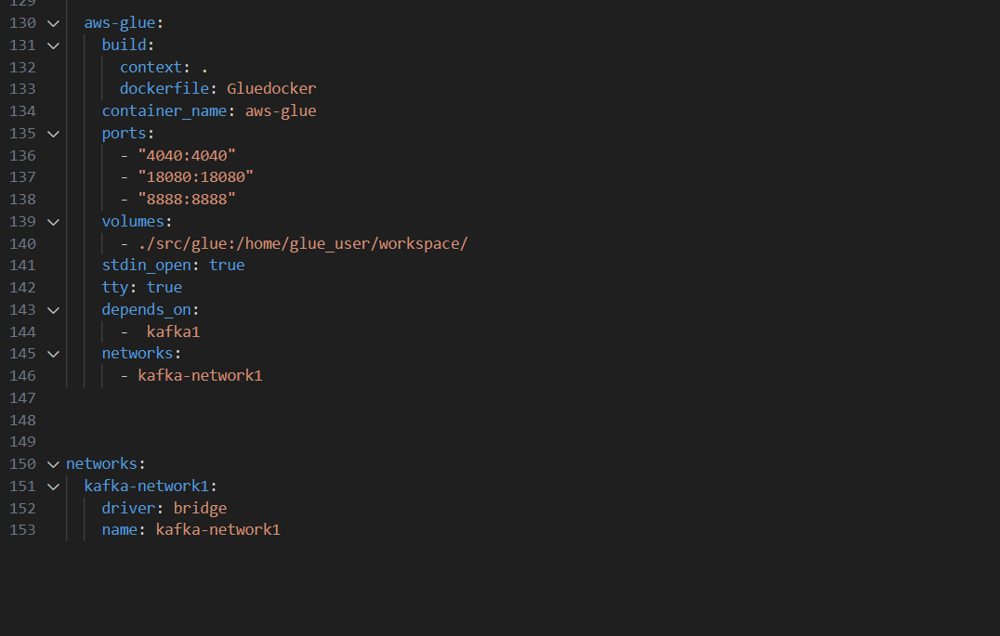 129
130 aws-glue:
131 build:
132 context: .
133 dockerfile: Gluedocker
134 container_name: aws-glue
135 ports:
136 - "4040:4040"
137 - "18080:18080"
138 - "8888:8888"
139 volumes:
140 - ./src/glue:/home/glue_user/workspace/
141 stdin_open: true
142 tty: true
143 depends_on:
144 -  kafka1
145 networks:
146 - kafka-network1
147
148
149
150 networks:
151 kafka-network1:
152 driver: bridge
153 name: kafka-network1